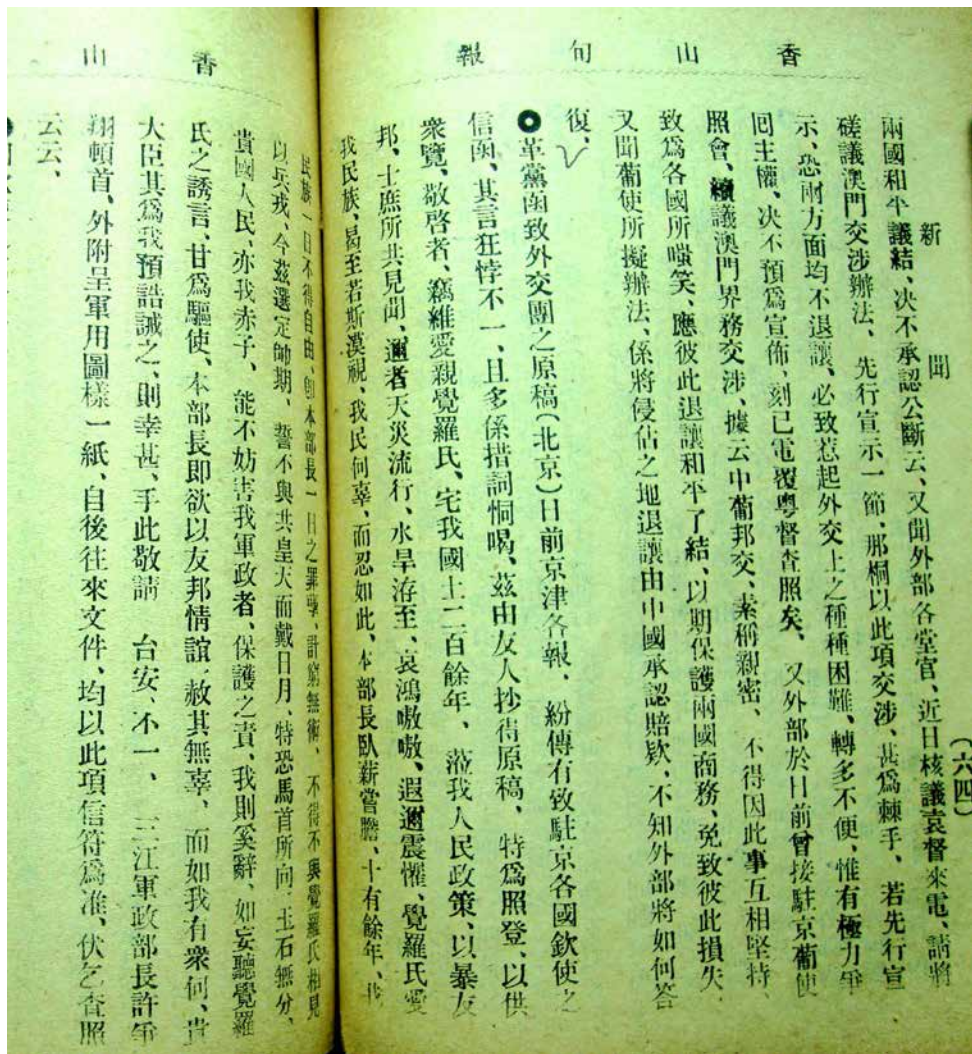 香山旬報
新聞
(六四)
兩國和平議結、决不承認公斷云、又聞外部各堂官、近日核議袁督來電、請將
磋議澳門交涉辦法、先行宣示一節、那桐以此項交涉、甚爲棘手、若先行宣
示、恐兩方面均不退讓、必致惹起外交上之種種困難、轉多不便、惟有極力爭
回主權、决不預爲宣佈、刻已電覆粤督查照矣、又外部於日前曾接駐京葡使
照會、續議澳門界務交涉、據云中葡邦交、素稱親密、不得因此事互相堅持、
致爲各國所嗤笑、應彼此退讓和平了結、以期保護兩國商務、免致彼此損失、
又聞葡使所擬辦法、係將侵佔之地退讓由中國承認賠欵、不知外部將如何答
復、
革黨函致外交團之原稿(北京)日前京津各報、紛傳有致駐京各國欽使之
信函、其言狂悖不一、且多係措詞恫喝、茲由友人抄得原稿、特爲照登、以供
衆覽、敬啓者、竊維愛親覺羅氏、宅我國土二百餘年、蒞我人民政策、以暴友
邦、士庶所共見聞、邇者天災流行、水旱洊至、哀鴻嗷嗷、遐邇震懼、覺羅氏愛
我民族、曷至若斯漠視、我民何辜、而忍如此、本部長臥薪嘗膽、十有餘年、我
香山
民族一日不得自由、卽本部長一日之罪孽、計窮無術、不得不與覺羅氏相見
以兵戎、今茲選定師期、誓不與共皇天而戴日月、特恐馬首所向、玉石無分、
貴國人民、亦我赤子、能不妨害我軍政者、保護之責、我則奚辭、如妄聽覺羅
氏之誘言、甘爲驅使、本部長卽欲以友邦情誼、赦其無辜、而如我有衆何、貴
大臣其爲我預誥誡之、則幸甚、手此敬請 台安、不一、三江軍政部長許爭
翔頓首、外附呈軍用圖樣一紙、自後往來文件、均以此項信符爲准、伏乞查照
云云、